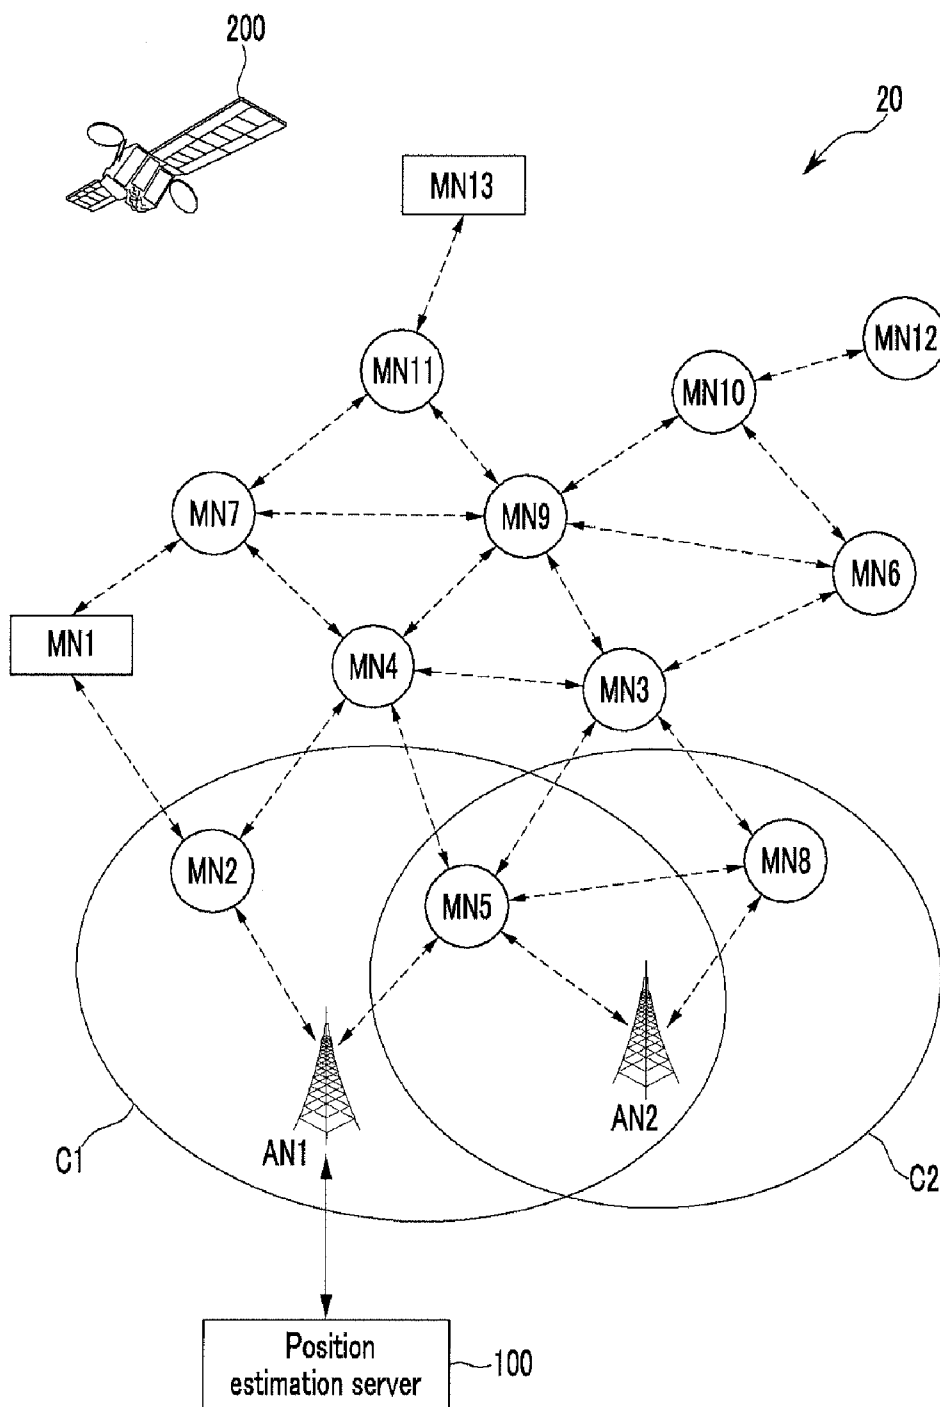 200
20
MN13
MN12
MN11
MN10
MN7
MN9
MN6
MN1
MN4
MN3
MN2
MN8
MN5
AN2
AN1
C1
C2
Position
estimation server
100